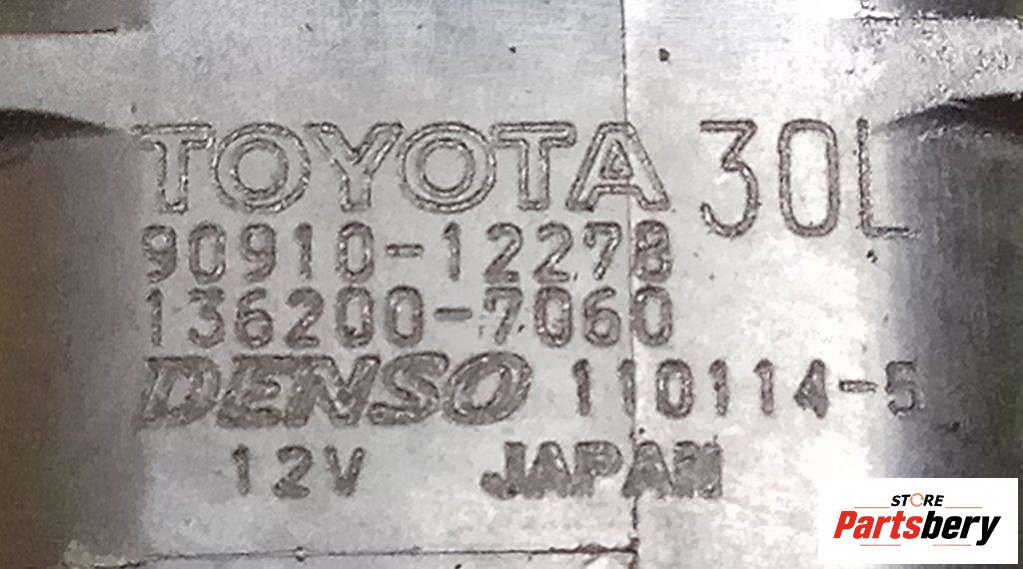 TOYOTA 30L
90910-12278
136200-7060
DENSO 110114-5
12V JAPAN
STORE
Partsbery